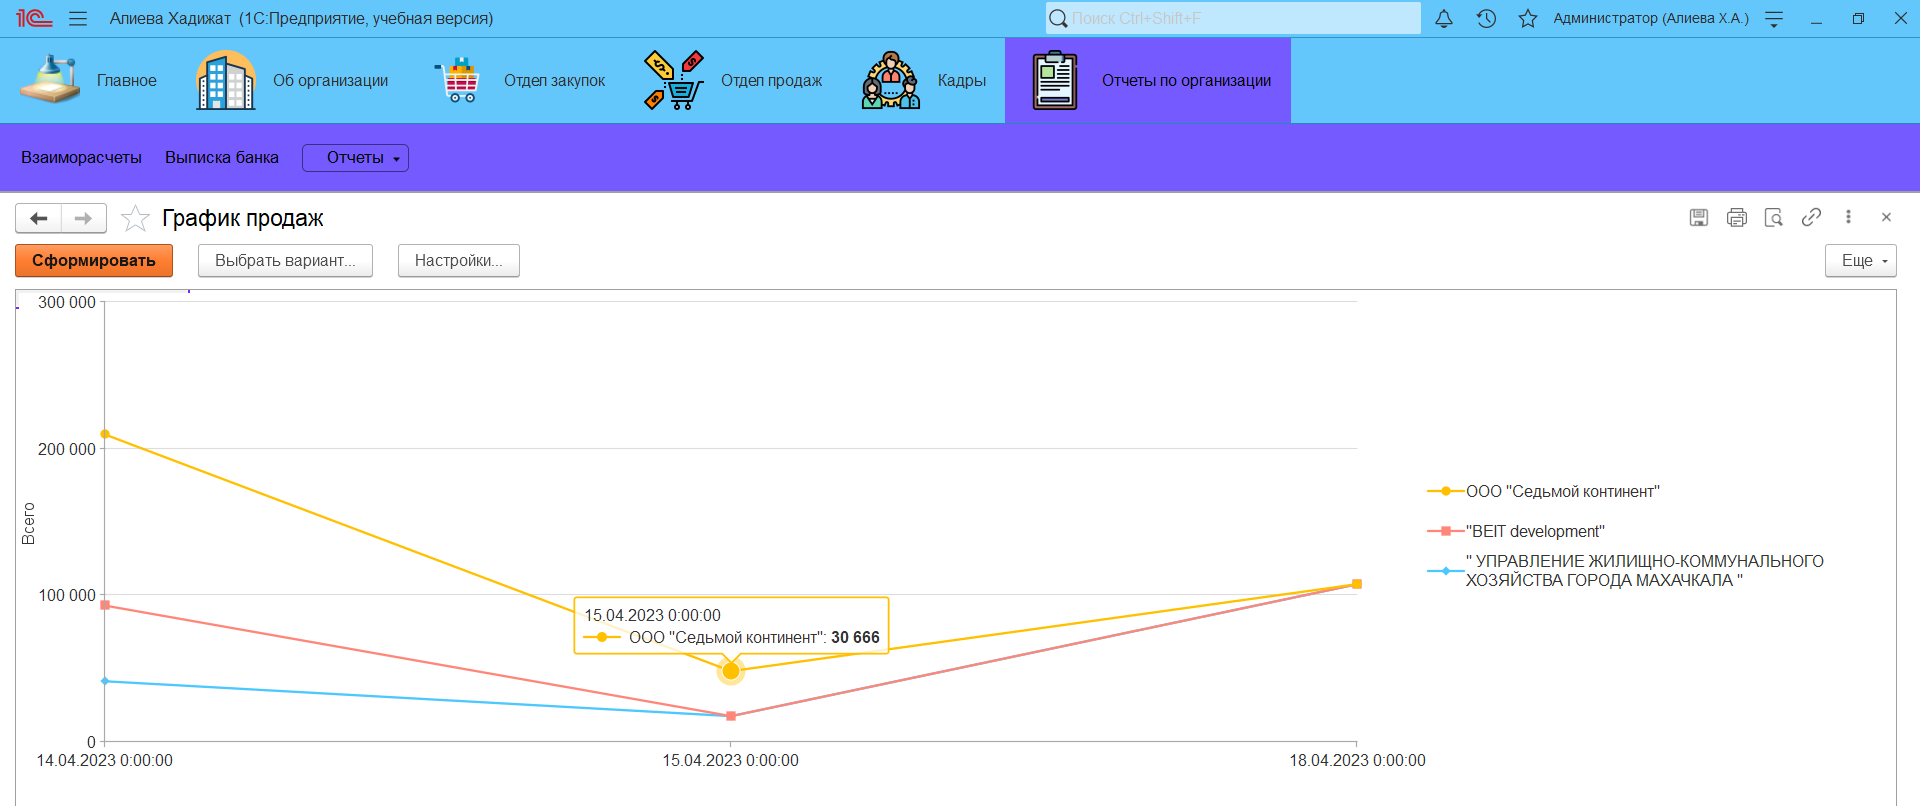 1С Алиева Хадижат (1С:Предприятие, учебная версия) Поиск Ctrl+Shift+F Администратор (Алиева Х.А.)
Главное Об организации Отдел закупок Отдел продаж Кадры Отчеты по организации
Взаиморасчеты Выписка банка Отчеты
График продаж
Сформировать Выбрать вариант... Настройки... Еще
300 000
200 000
100 000
0
Всего
15.04.2023 0:00:00
ООО "Седьмой континент": 30 666
14.04.2023 0:00:00 15.04.2023 0:00:00 18.04.2023 0:00:00
ООО "Седьмой континент"
"BEIT development"
" УПРАВЛЕНИЕ ЖИЛИЩНО-КОММУНАЛЬНОГО
ХОЗЯЙСТВА ГОРОДА МАХАЧКАЛА "